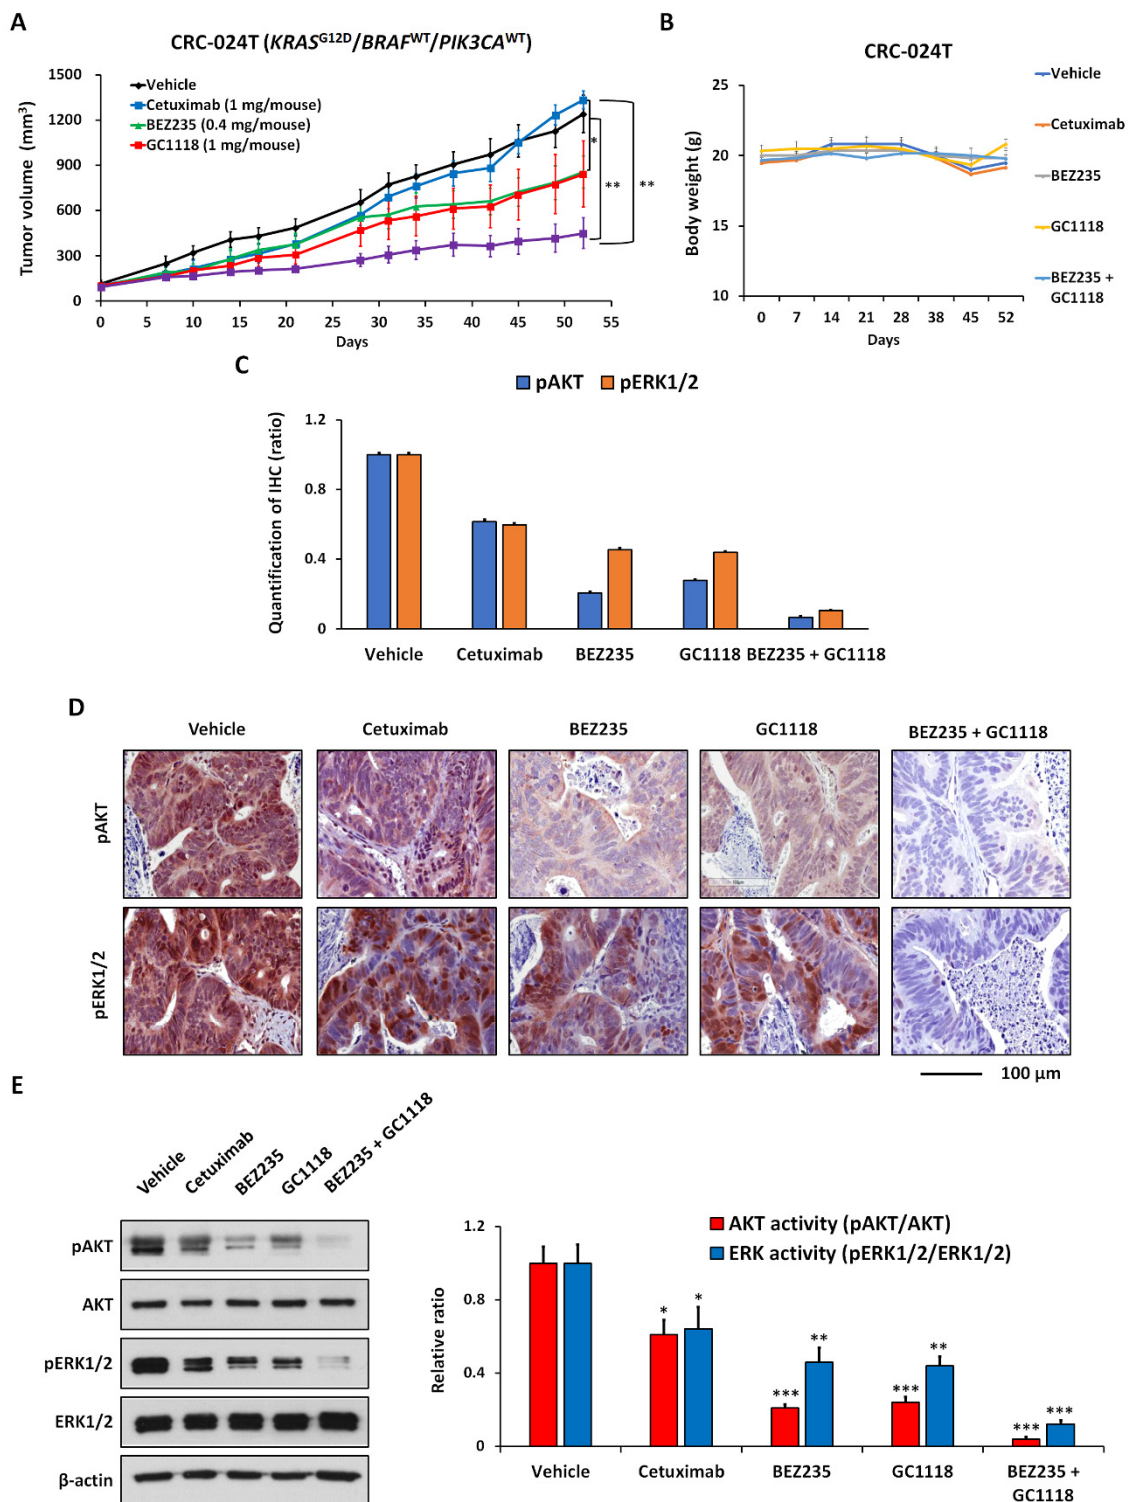 A
CRC-024T (KRASG12D/BRAFWT/PIK3CAWT)
Tumor volume (mm3)
1500
1200
900
600
300
0
Vehicle
Cetuximab (1 mg/mouse)
BEZ235 (0.4 mg/mouse)
GC1118 (1 mg/mouse)
*
**
**
0 5 10 15 20 25 30 35 40 45 50 55
Days
B
CRC-024T
Body weight (g)
25
20
15
10
0 7 14 21 28 38 45 52
Days
Vehicle
Cetuximab
BEZ235
GC1118
BEZ235 +
GC1118
C
pAKT pERK1/2
Quantification of IHC (ratio)
1.2
0.8
0.4
0
Vehicle Cetuximab BEZ235 GC1118 BEZ235 + GC1118
D
Vehicle Cetuximab BEZ235 GC1118 BEZ235 + GC1118
pAKT
pERK1/2
100 µm
E
Vehicle
Cetuximab
BEZ235
GC1118
BEZ235 + GC1118
pAKT
AKT
pERK1/2
ERK1/2
β-actin
AKT activity (pAKT/AKT)
ERK activity (pERK1/2/ERK1/2)
Relative ratio
1.2
0.8
0.4
0
* *
*** **
*** **
*** ***
Vehicle Cetuximab BEZ235 GC1118 BEZ235 +
GC1118